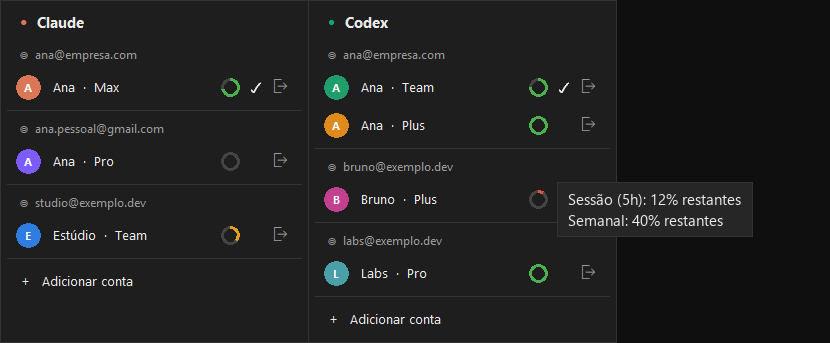 Claude
ana@empresa.com
A Ana · Max ✓
ana.pessoal@gmail.com
A Ana · Pro
studio@exemplo.dev
E Estúdio · Team
+ Adicionar conta
Codex
ana@empresa.com
A Ana · Team ✓
A Ana · Plus
bruno@exemplo.dev
B Bruno · Plus
Sessão (5h): 12% restantes
Semanal: 40% restantes
labs@exemplo.dev
L Labs · Pro
+ Adicionar conta